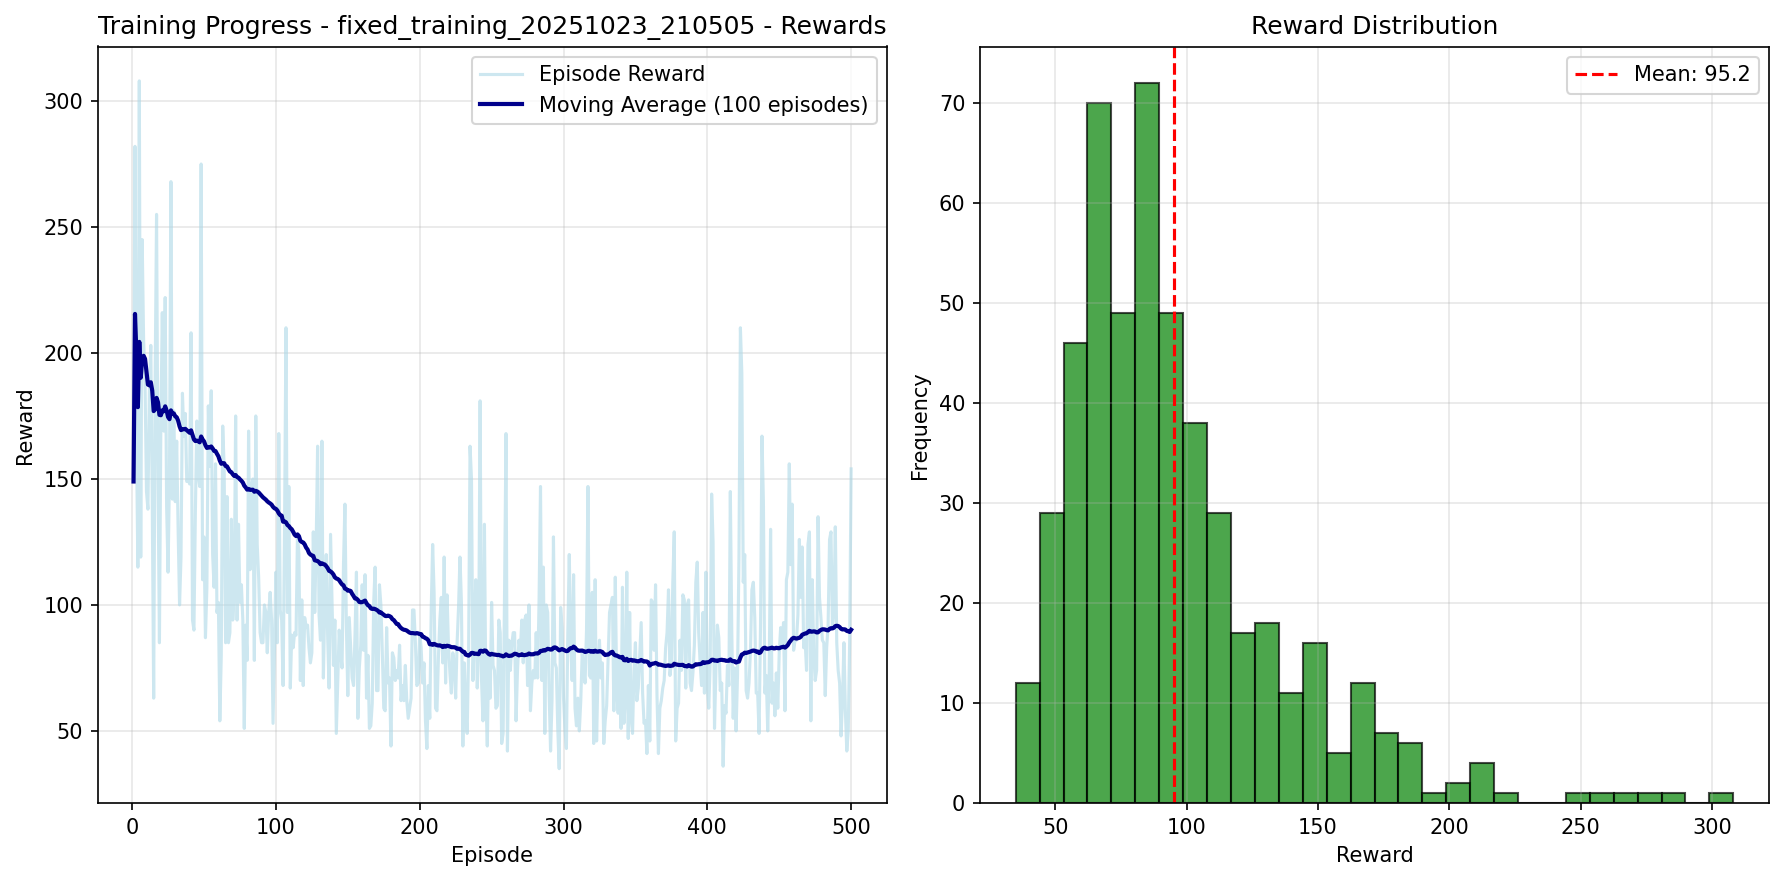 Training Progress - fixed_training_20251023_210505 - Rewards
Episode Reward
Moving Average (100 episodes)
300
250
200
150
100
50
Reward
0
100
200
300
400
500
Episode
Reward Distribution
Mean: 95.2
70
60
50
40
30
20
10
0
Frequency
50
100
150
200
250
300
Reward